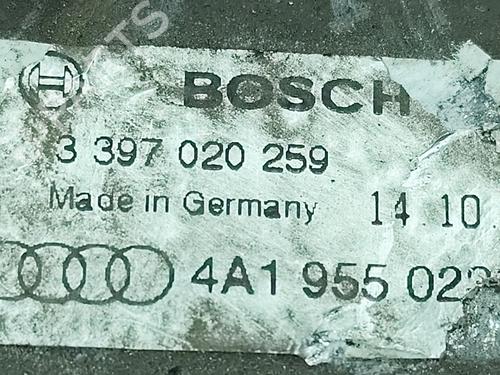 BOSCH
3 397 020 259
Made in Germany 14.10.
4A1 955 023